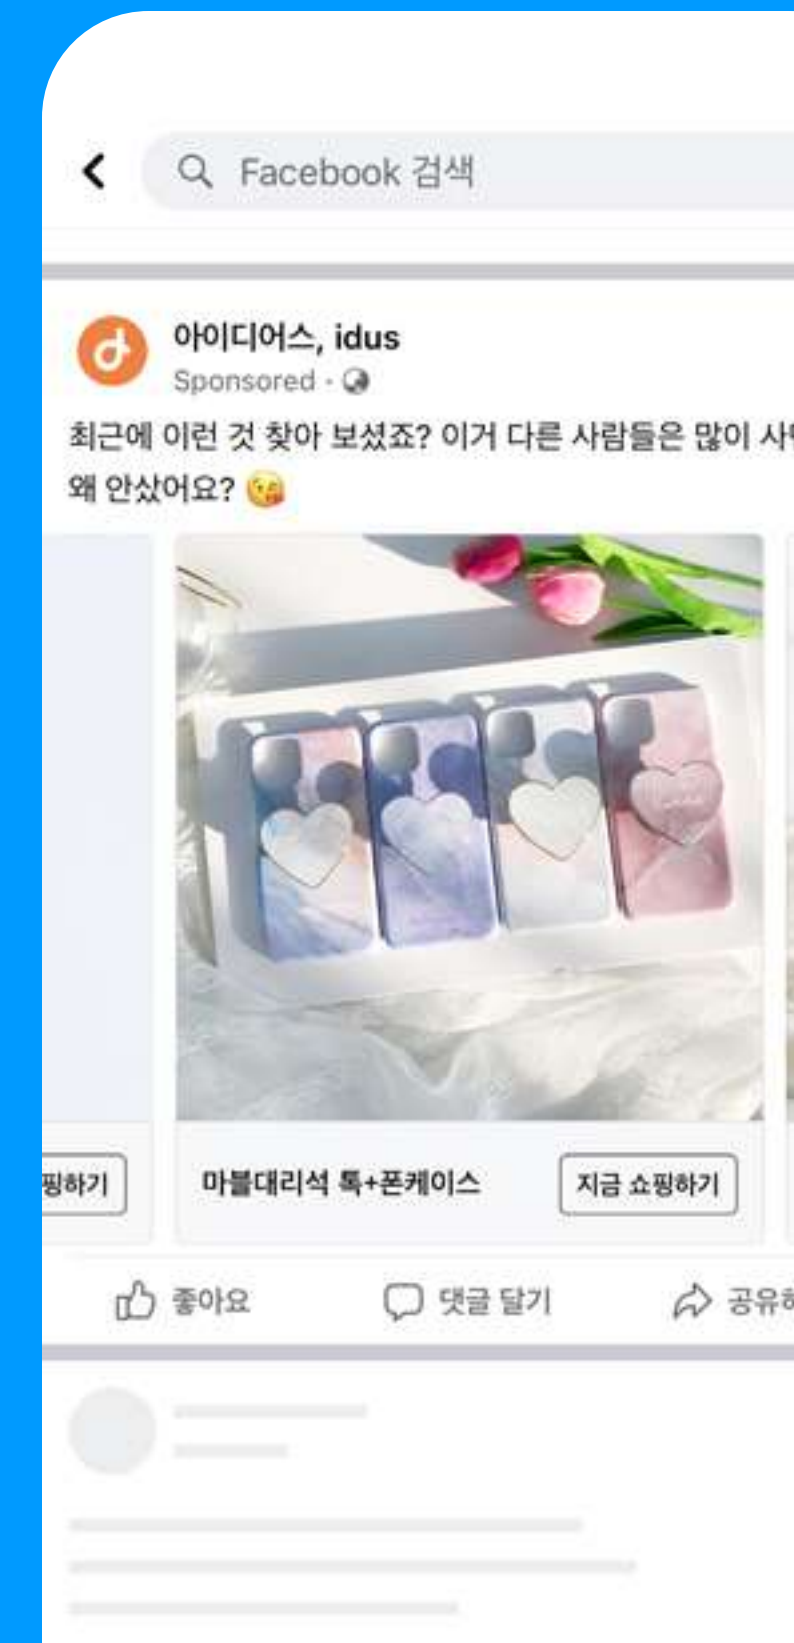 Facebook 검색
아이디어스, idus
Sponsored
최근에 이런 것 찾아 보셨죠? 이거 다른 사람들은 많이
왜 안샀어요? 😘
핑하기
마블대리석 톡+폰케이스
지금 쇼핑하기
좋아요
댓글 달기
공유